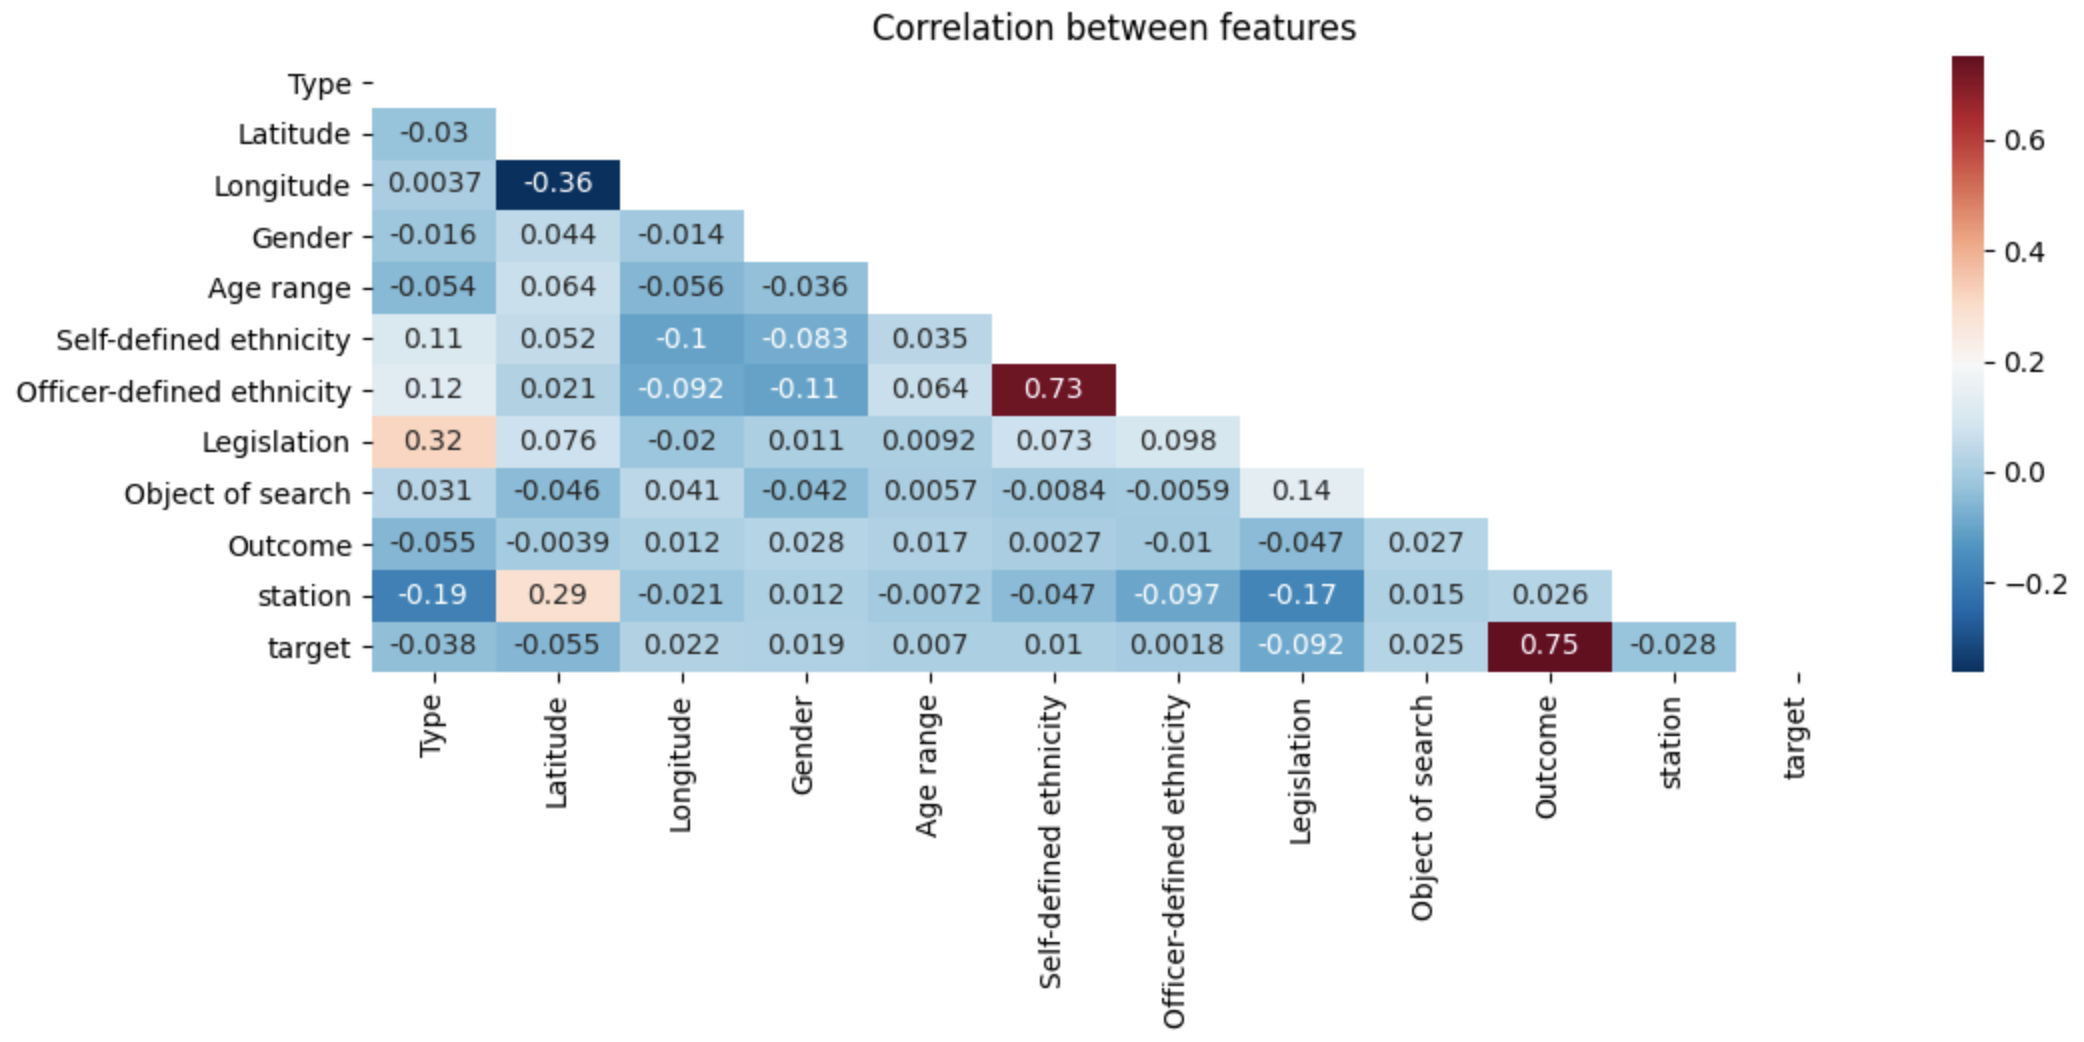 Correlation between features
Type
Latitude -0.03
Longitude 0.0037 -0.36
Gender -0.016 0.044 -0.014
Age range -0.054 0.064 -0.056 -0.036
Self-defined ethnicity 0.11 0.052 -0.1 -0.083 0.035
Officer-defined ethnicity 0.12 0.021 -0.092 -0.11 0.064 0.73
Legislation 0.32 0.076 -0.02 0.011 0.0092 0.073 0.098
Object of search 0.031 -0.046 0.041 -0.042 0.0057 -0.0084 -0.0059 0.14
Outcome -0.055 -0.0039 0.012 0.028 0.017 0.0027 -0.01 -0.047 0.027
station -0.19 0.29 -0.021 0.012 -0.0072 -0.047 -0.097 -0.17 0.015 0.026
target -0.038 -0.055 0.022 0.019 0.007 0.01 0.0018 -0.092 0.025 0.75 -0.028
Type
Latitude
Longitude
Gender
Age range
Self-defined ethnicity
Officer-defined ethnicity
Legislation
Object of search
Outcome
station
target
0.6
0.4
0.2
0.0
−0.2